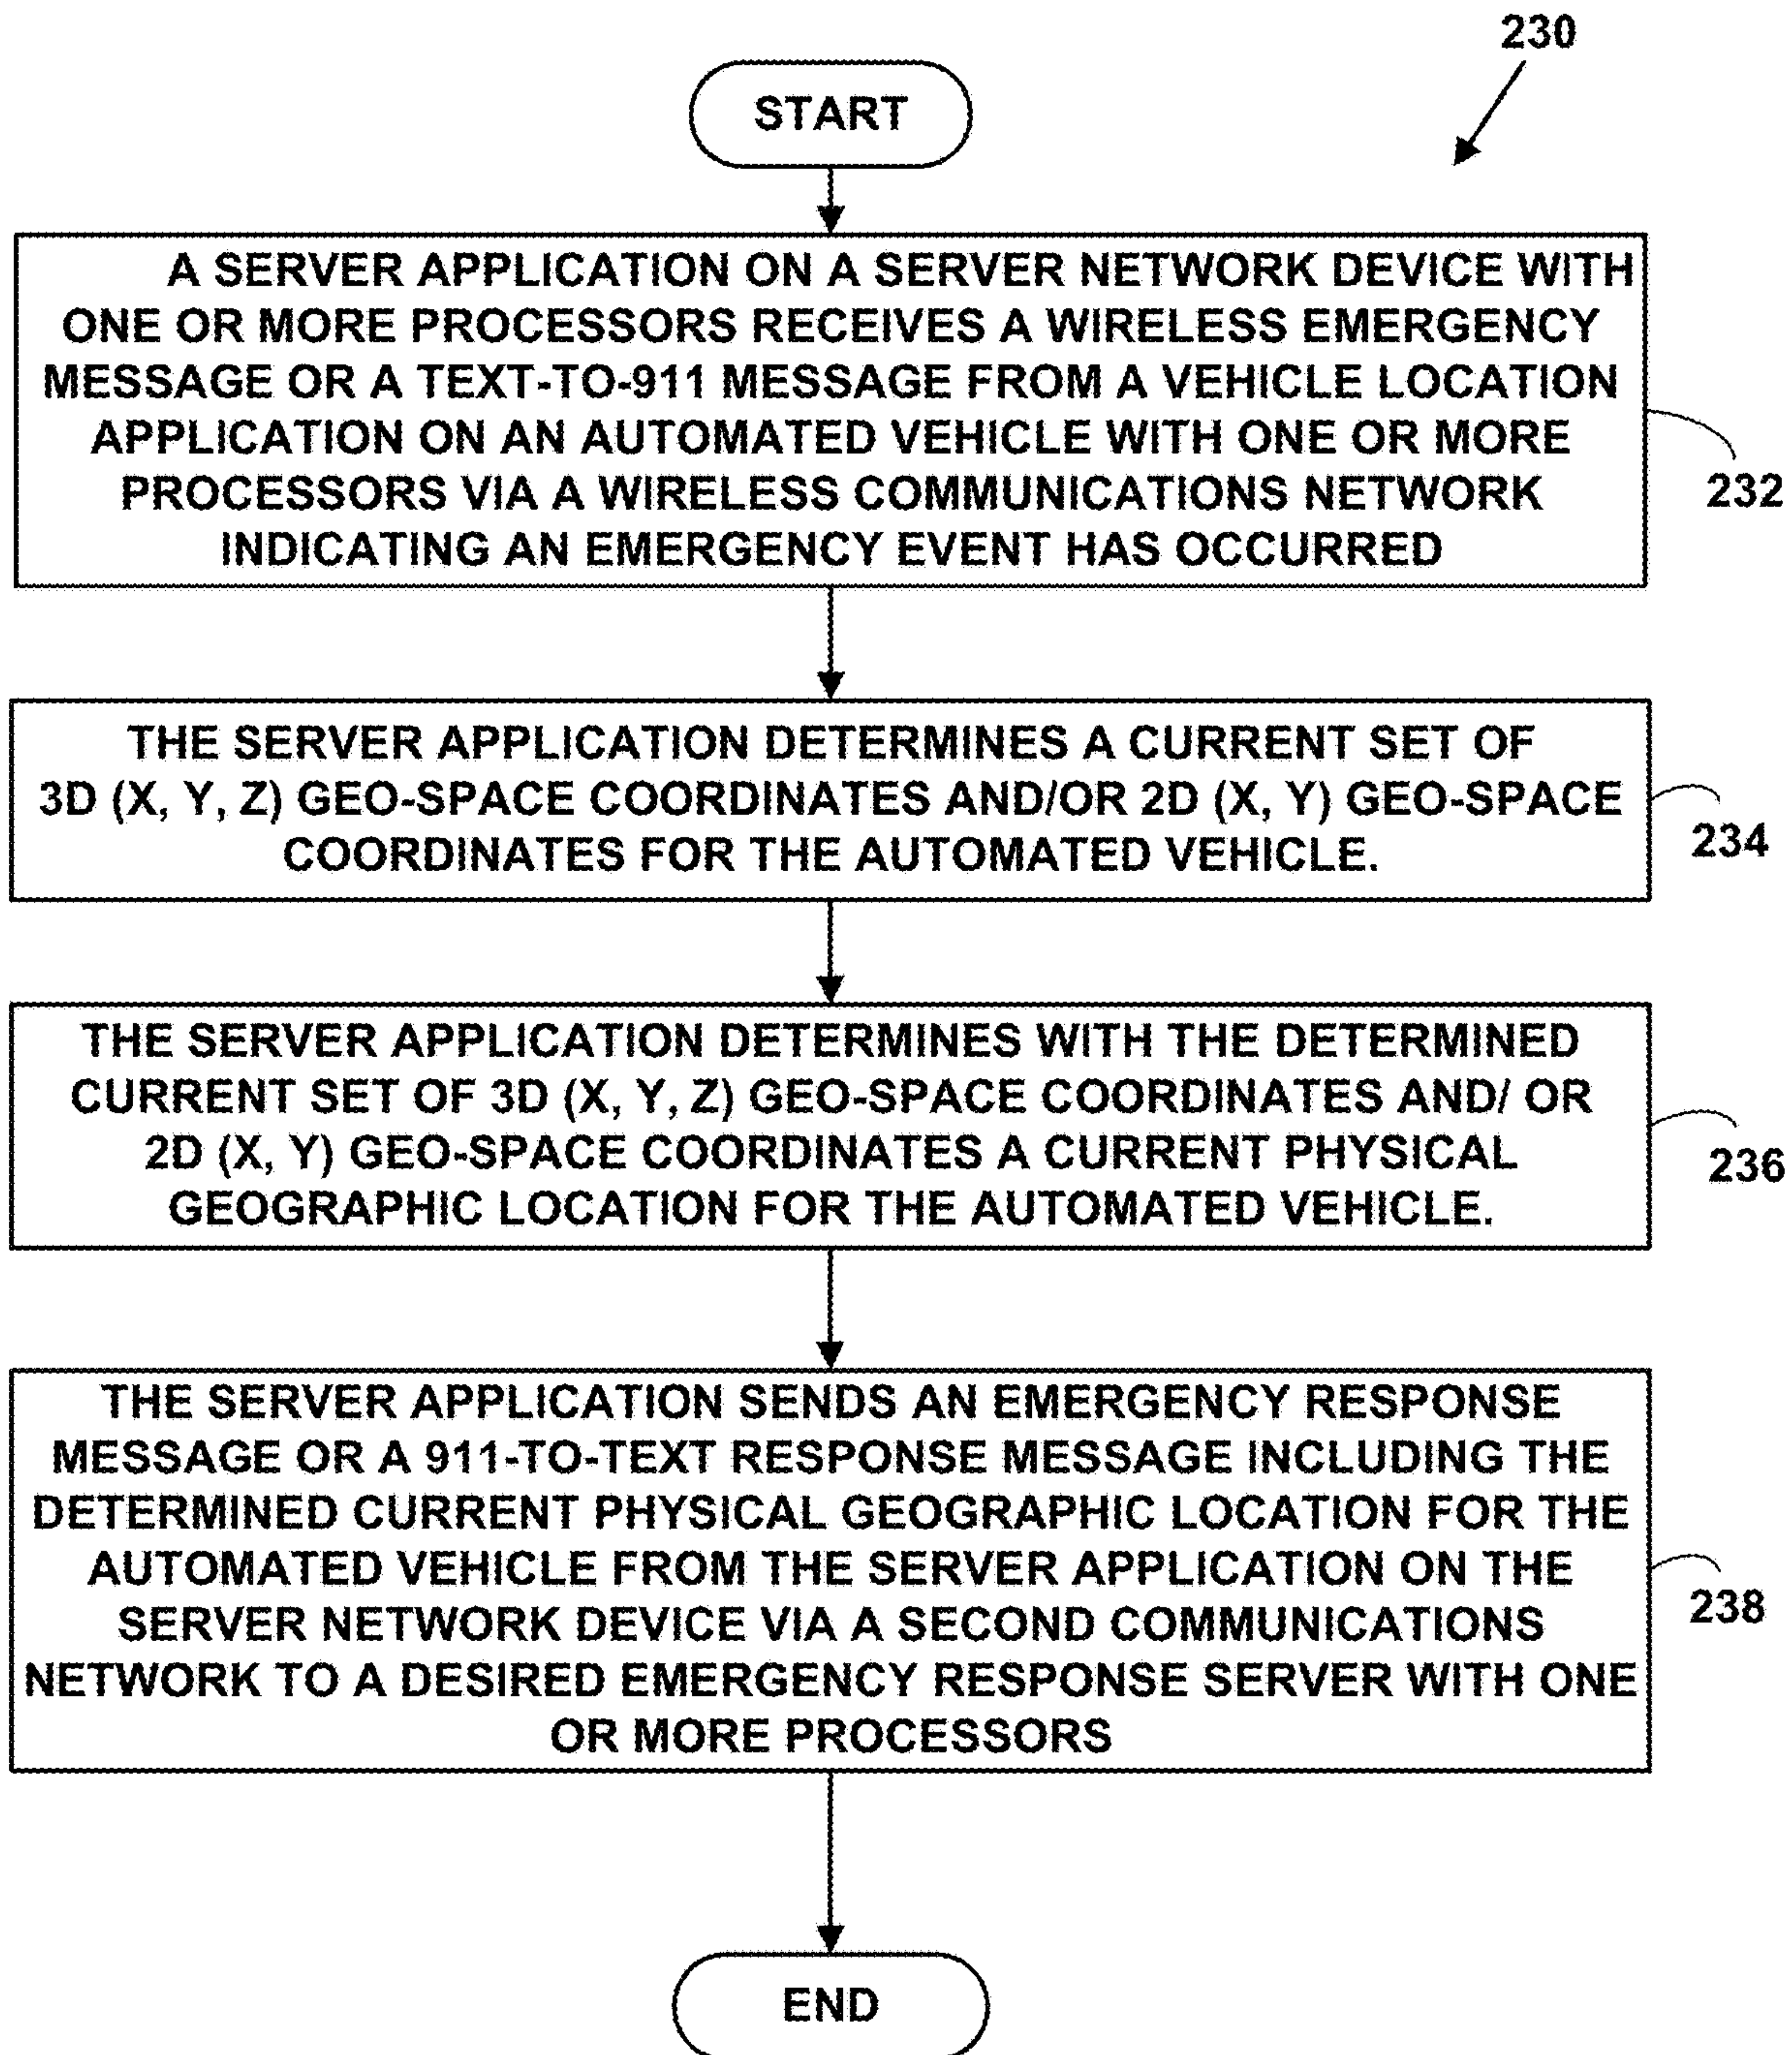 230
START
A SERVER APPLICATION ON A SERVER NETWORK DEVICE WITH
ONE OR MORE PROCESSORS RECEIVES A WIRELESS EMERGENCY
MESSAGE OR A TEXT-TO-911 MESSAGE FROM A VEHICLE LOCATION
APPLICATION ON AN AUTOMATED VEHICLE WITH ONE OR MORE
PROCESSORS VIA A WIRELESS COMMUNICATIONS NETWORK
INDICATING AN EMERGENCY EVENT HAS OCCURRED
232
THE SERVER APPLICATION DETERMINES A CURRENT SET OF
3D (X, Y, Z) GEO-SPACE COORDINATES AND/OR 2D (X, Y) GEO-SPACE
COORDINATES FOR THE AUTOMATED VEHICLE.
234
THE SERVER APPLICATION DETERMINES WITH THE DETERMINED
CURRENT SET OF 3D (X, Y, Z) GEO-SPACE COORDINATES AND/ OR
2D (X, Y) GEO-SPACE COORDINATES A CURRENT PHYSICAL
GEOGRAPHIC LOCATION FOR THE AUTOMATED VEHICLE.
236
THE SERVER APPLICATION SENDS AN EMERGENCY RESPONSE
MESSAGE OR A 911-TO-TEXT RESPONSE MESSAGE INCLUDING THE
DETERMINED CURRENT PHYSICAL GEOGRAPHIC LOCATION FOR THE
AUTOMATED VEHICLE FROM THE SERVER APPLICATION ON THE
SERVER NETWORK DEVICE VIA A SECOND COMMUNICATIONS
NETWORK TO A DESIRED EMERGENCY RESPONSE SERVER WITH ONE
OR MORE PROCESSORS
238
END